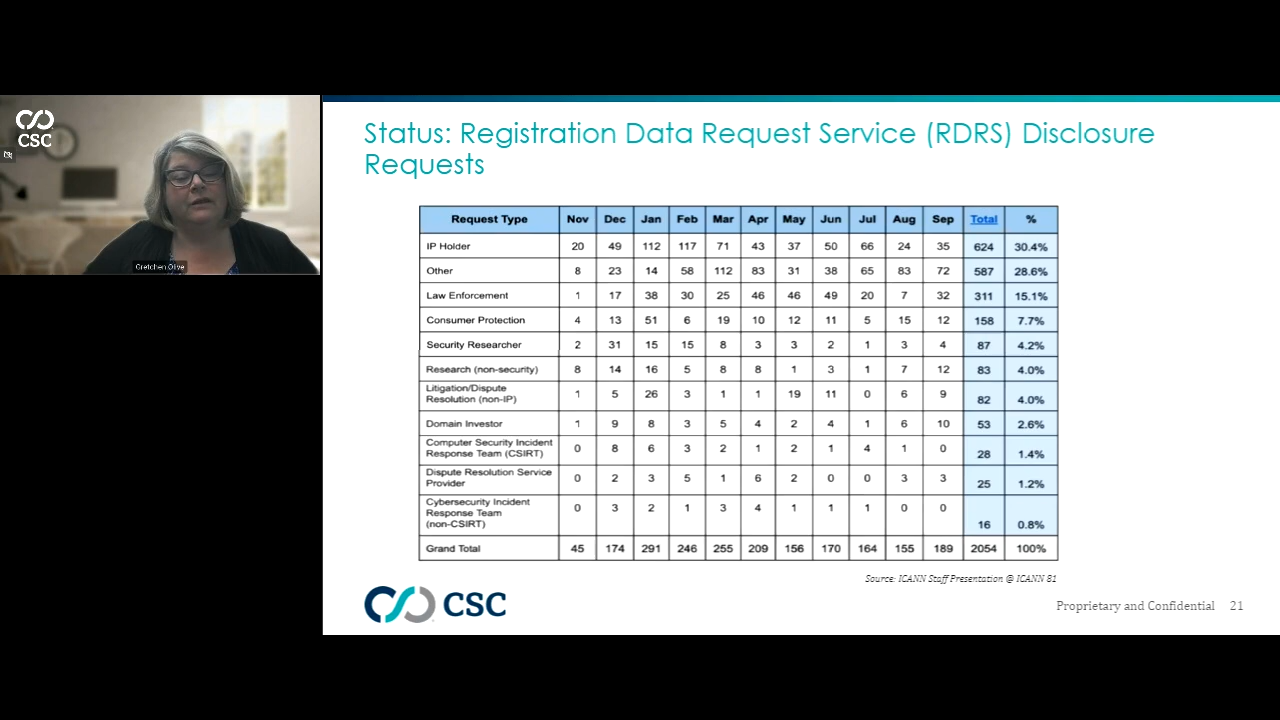 CSC
Gretchen Olive
Status: Registration Data Request Service (RDRS) Disclosure
Requests
Request Type Nov Dec Jan Feb Mar Apr May Jun Jul Aug Sep Total %
IP Holder 20 49 112 117 71 43 37 50 66 24 35 624 30.4%
Other 8 23 14 58 112 83 31 38 65 83 72 587 28.6%
Law Enforcement 1 17 38 30 25 46 46 49 20 7 32 311 15.1%
Consumer Protection 4 13 51 6 19 10 12 11 5 15 12 158 7.7%
Security Researcher 2 31 15 15 8 3 3 2 1 3 4 87 4.2%
Research (non-security) 8 14 16 5 8 8 1 3 1 7 12 83 4.0%
Litigation/Dispute
Resolution (non-IP) 1 5 26 3 1 1 19 11 0 6 9 82 4.0%
Domain Investor 1 9 8 3 5 4 2 4 1 6 10 53 2.6%
Computer Security Incident
Response Team (CSIRT) 0 8 6 3 2 1 2 1 4 1 0 28 1.4%
Dispute Resolution Service
Provider 0 2 3 5 1 6 2 0 0 3 3 25 1.2%
Cybersecurity Incident
Response Team
(non-CSIRT) 0 3 2 1 3 4 1 1 1 0 0 16 0.8%
Grand Total 45 174 291 246 255 209 156 170 164 155 189 2054 100%
Source: ICANN Staff Presentation @ ICANN 81
CSC
Proprietary and Confidential 21